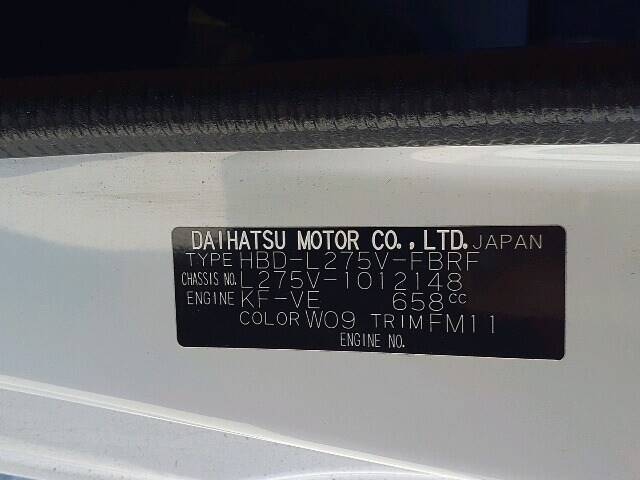 DAIHATSU MOTOR CO., LTD. JAPAN
TYPE HBD-L275V-FBRF
CHASSIS NO. L275V-1012148
ENGINE KF-VE 658cc
COLOR W09 TRIM FM11
ENGINE NO.